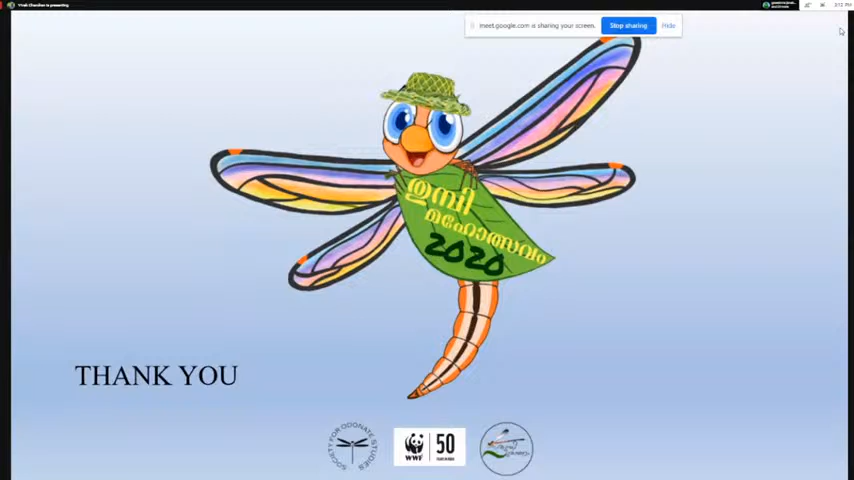 meet.google.com is sharing your screen.
Stop sharing
Hide
തുമ്പി
മഹോത്സവം
2020
THANK YOU
SOCIETY FOR ODONATE STUDIES
WWF
50